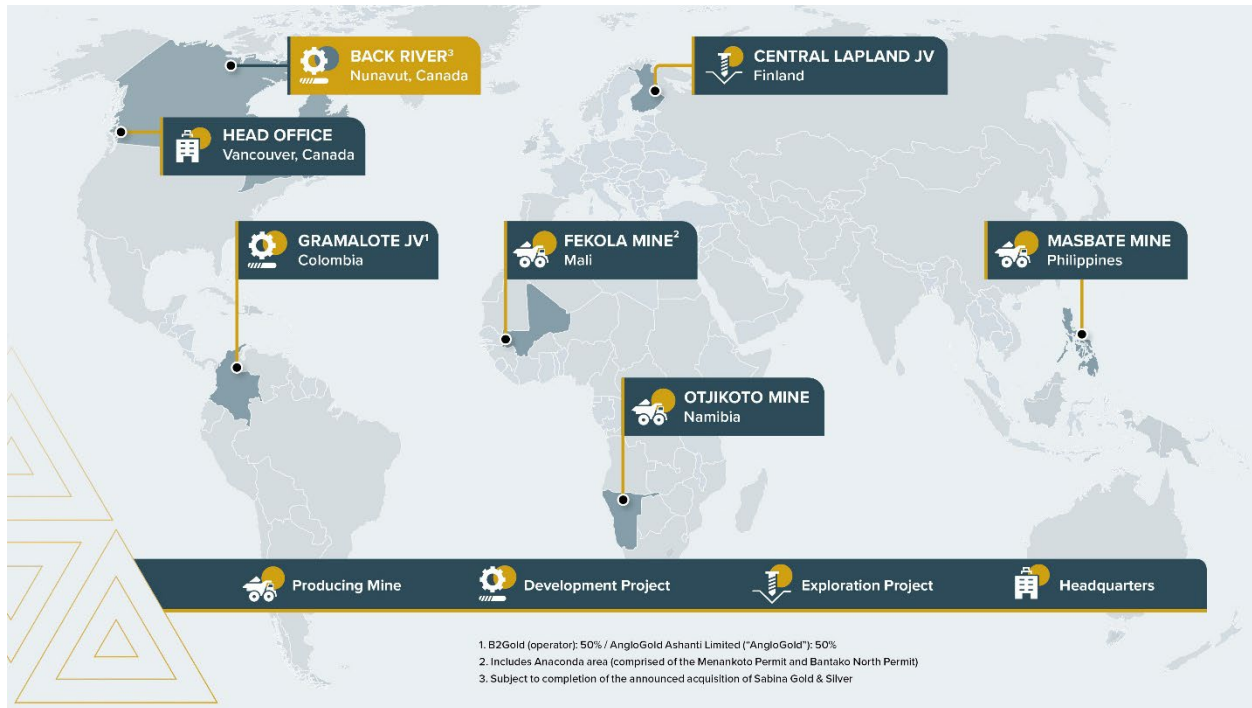 BACK RIVER³
Nunavut, Canada
CENTRAL LAPLAND JV
Finland
HEAD OFFICE
Vancouver, Canada
GRAMALOTE JV¹
Colombia
FEKOLA MINE²
Mali
MASBATE MINE
Philippines
OTJIKOTO MINE
Namibia
Producing Mine
Development Project
Exploration Project
Headquarters
1. B2Gold (operator): 50% / AngloGold Ashanti Limited (“AngloGold”): 50%
2. Includes Anaconda area (comprised of the Menankoto Permit and Bantako North Permit)
3. Subject to completion of the announced acquisition of Sabina Gold & Silver